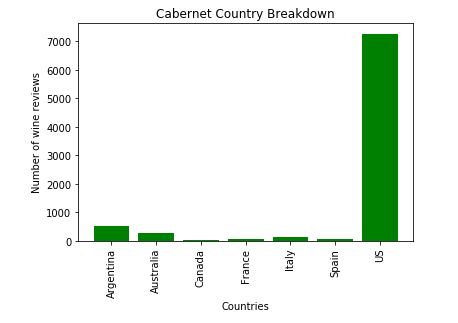 Cabernet Country Breakdown
Number of wine reviews
7000
6000
5000
4000
3000
2000
1000
0
Argentina
Australia
Canada
France
Italy
Spain
US
Countries